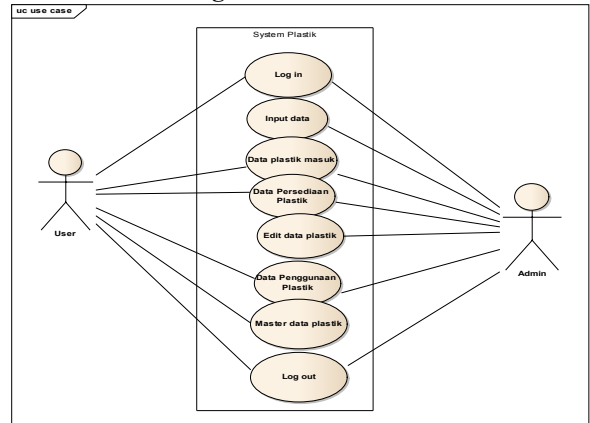 uc use case
System Plastik
Log in
Input data
Data plastik masuk
Data Persediaan
Plastik
Edit data plastik
Data Penggunaan
Plastik
Master data plastik
Log out
User
Admin